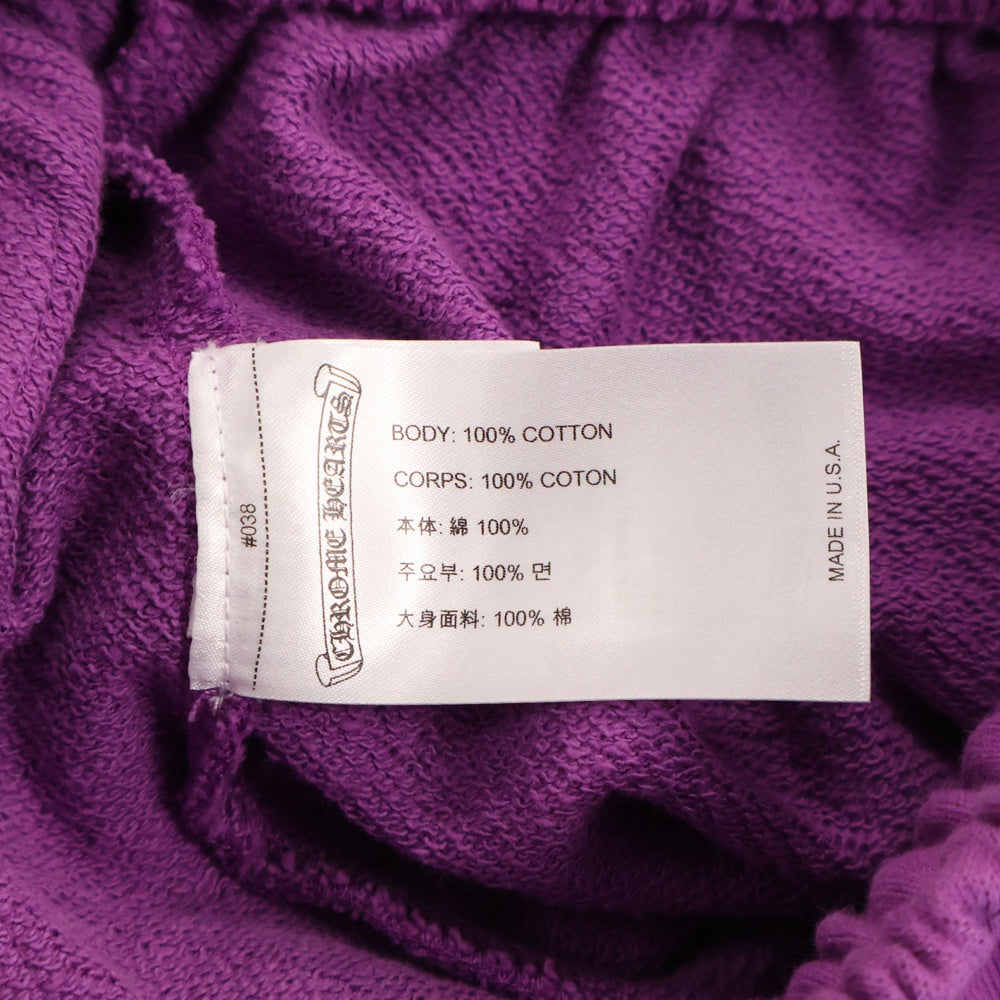 #038
CHROME HEARTS
BODY: 100% COTTON
CORPS: 100% COTON
本体: 綿 100%
주요부: 100% 면
大身面料: 100% 棉
MADE IN U.S.A.